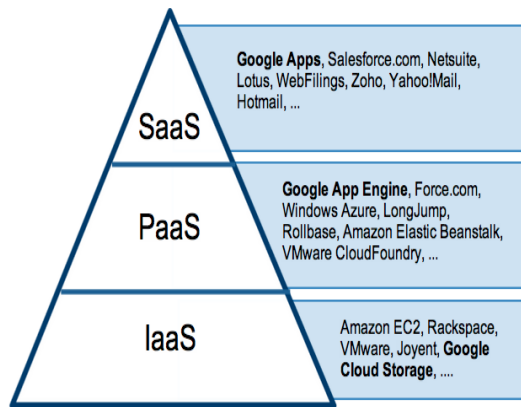 SaaS
Google Apps, Salesforce.com, Netsuite,
Lotus, WebFilings, Zoho, Yahoo!Mail,
Hotmail, ...
PaaS
Google App Engine, Force.com,
Windows Azure, LongJump,
Rollbase, Amazon Elastic Beanstalk,
VMware CloudFoundry, ...
IaaS
Amazon EC2, Rackspace,
VMware, Joyent, Google
Cloud Storage, ....